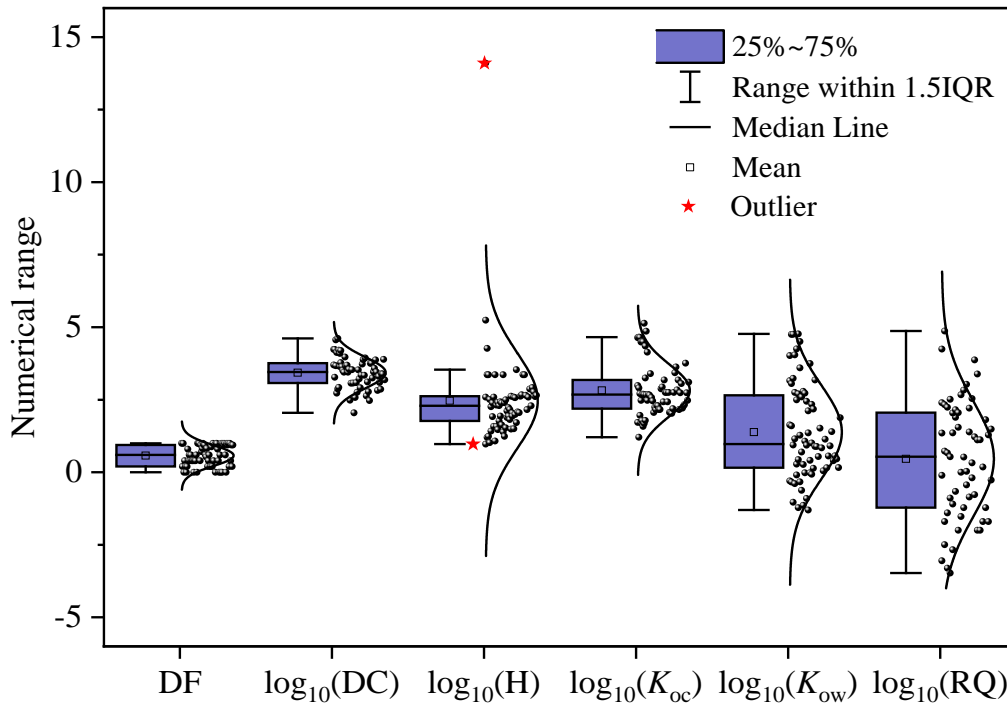 15
10
5
0
-5
Numerical range
25%~75%
Range within 1.5IQR
Median Line
Mean
Outlier
DF log₁₀(DC) log₁₀(H) log₁₀(Koc) log₁₀(Kow) log₁₀(RQ)